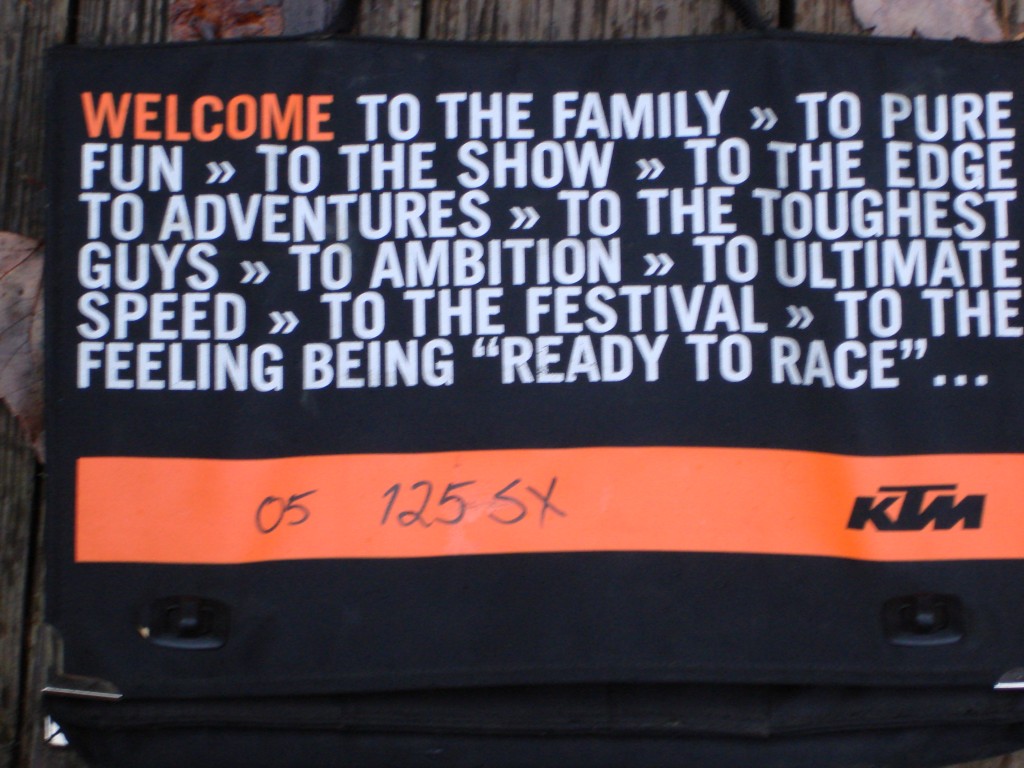 WELCOME TO THE FAMILY » TO PURE
FUN » TO THE SHOW » TO THE EDGE
TO ADVENTURES » TO THE TOUGHEST
GUYS » TO AMBITION » TO ULTIMATE
SPEED » TO THE FESTIVAL » TO THE
FEELING BEING “READY TO RACE”...
05 125 SX KTM